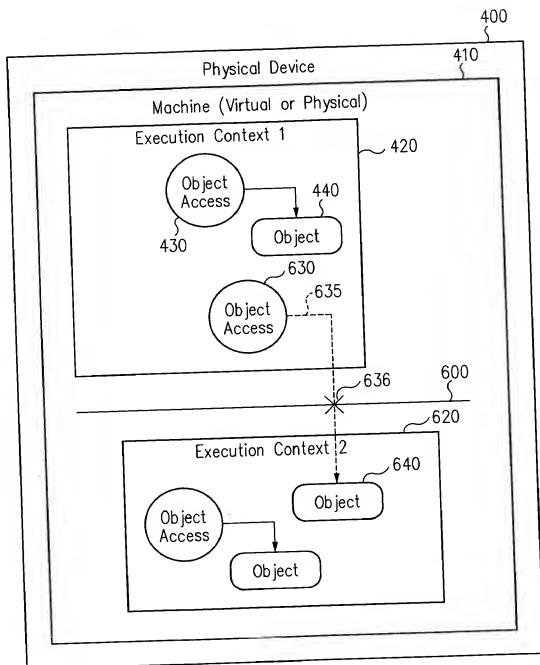 400
Physical Device
410
Machine (Virtual or Physical)
Execution Context 1
420
Object
Access
430
440
Object
630
Object
Access
635
636
600
620
Execution Context 2
640
Object
Object
Access
Object